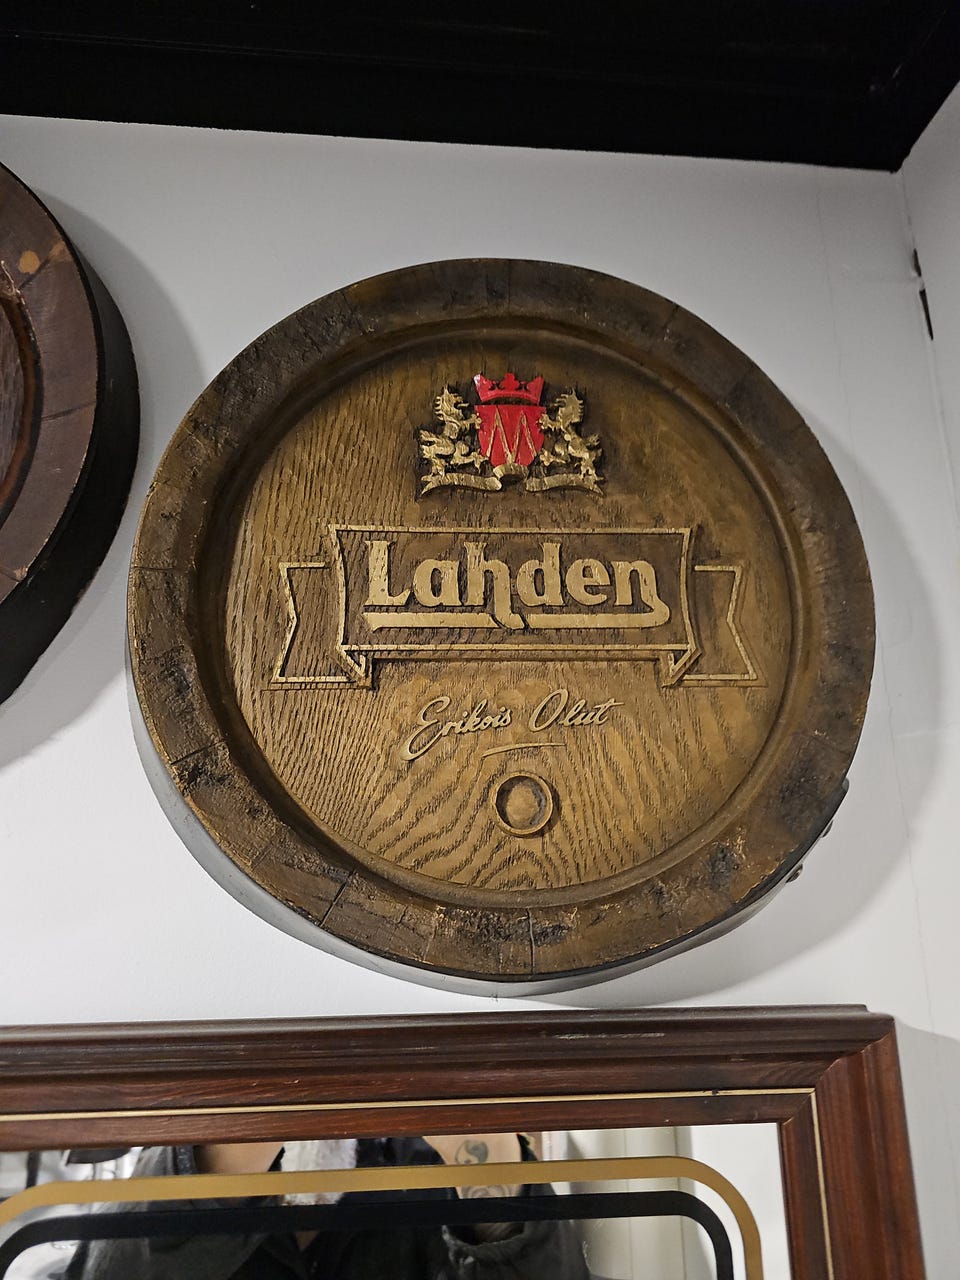 M
Lahden
Erikois Olut